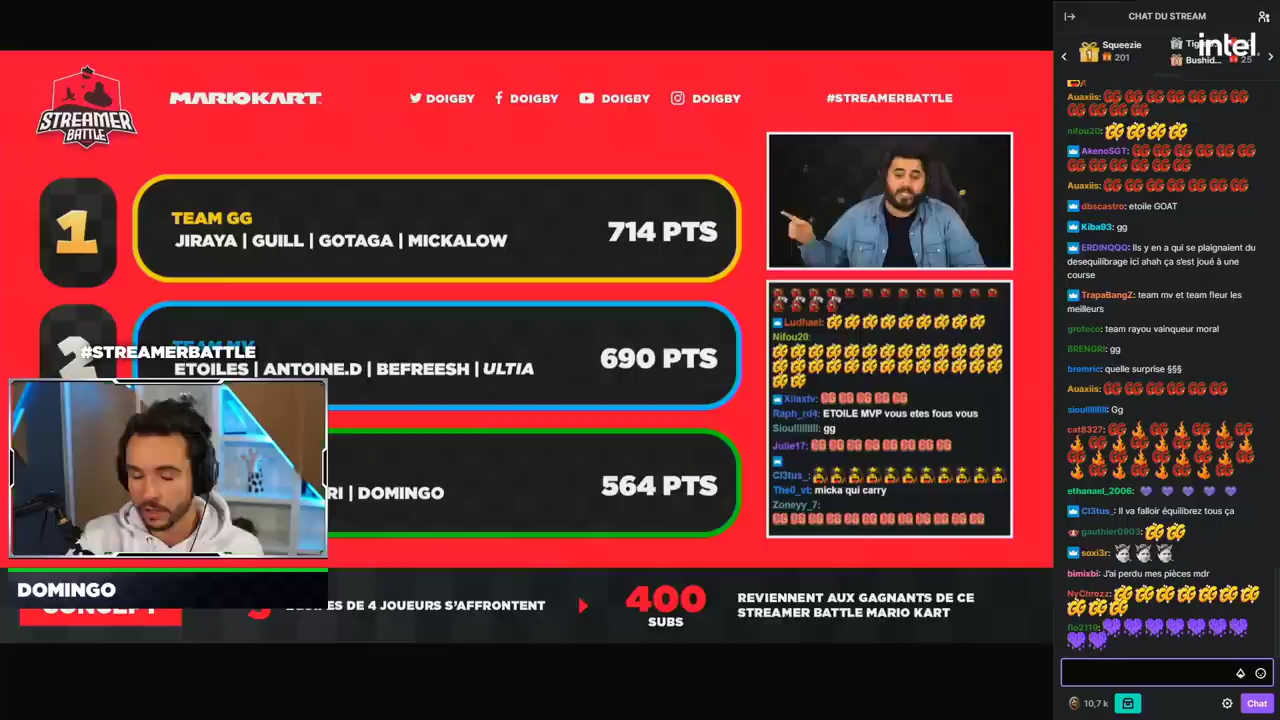 STREAMER
BATTLE
MARIOKART
DOIGBY
DOIGBY
DOIGBY
DOIGBY
#STREAMERBATTLE
1
TEAM GG
JIRAYA | GUILL | GOTAGA | MICKALOW
714 PTS
2
#STREAMERBATTLE
ETOILES | ANTOINE.D | BEFREESH | ULTIA
690 PTS
RI | DOMINGO
564 PTS
DOMINGO
DE 4 JOUEURS S'AFFRONTENT
400
SUBS
REVIENNENT AUX GAGNANTS DE CE
STREAMER BATTLE MARIO KART
Ludhael:
Nifou20:
Xilaxtv:
Raph_rd4: ETOILE MVP vous etes fous vous
gg
Julie17:
Cl3tus_:
The0_vt: micka qui carry
Zoneyy_7:
CHAT DU STREAM
intel
Squeezie
201
Bushid...
25
Auaxiis:
nifou20:
AkenoSGT:
Auaxiis:
dbscastro: etoile GOAT
Kiba93: gg
ERDINQQQ: Ils y en a qui se plaignaient du
desequilibrage ici ahah ça s'est joué à une
course
TrapaBangZ: team mv et team fleur les
meilleurs
groteco: team rayou vainqueur moral
BRENGRI: gg
bremric: quelle surprise §§§
Auaxiis:
Gg
cat8327:
ethanael_2006:
Cl3tus_: Il va falloir équilibrez tous ça
gauthier0903:
soxi3r:
bimixbi: J'ai perdu mes pièces mdr
NyChrozz:
flo2119:
10,7 k
Chat